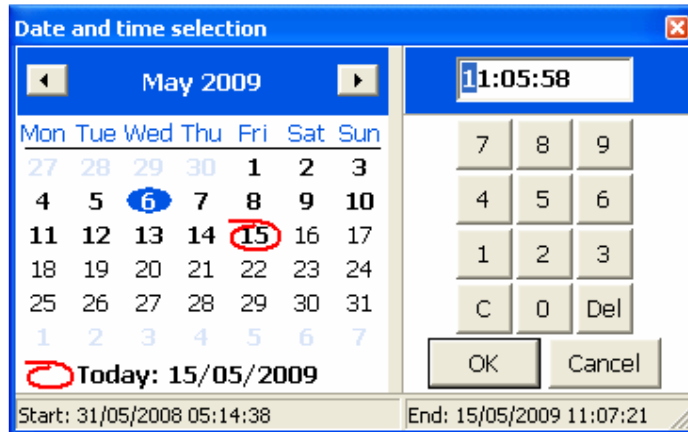 Date and time selection
May 2009
11:05:58
Mon Tue Wed Thu Fri Sat Sun
27 28 29 30 1 2 3
4 5 6 7 8 9 10
11 12 13 14 15 16 17
18 19 20 21 22 23 24
25 26 27 28 29 30 31
1 2 3 4 5 6 7
Today: 15/05/2009
7 8 9
4 5 6
1 2 3
C 0 Del
OK Cancel
Start: 31/05/2008 05:14:38
End: 15/05/2009 11:07:21